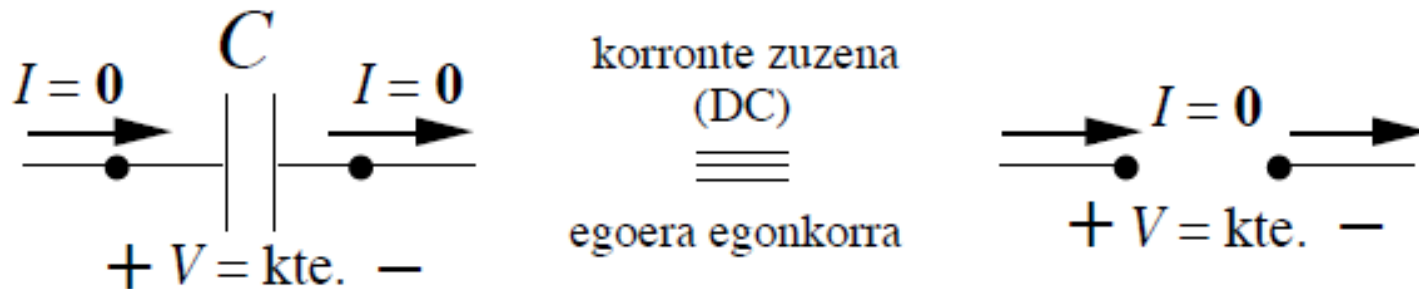 C
I = 0
I = 0
+ V = kte. −
korronte zuzena
(DC)
egoera egonkorra
I = 0
+ V = kte. −